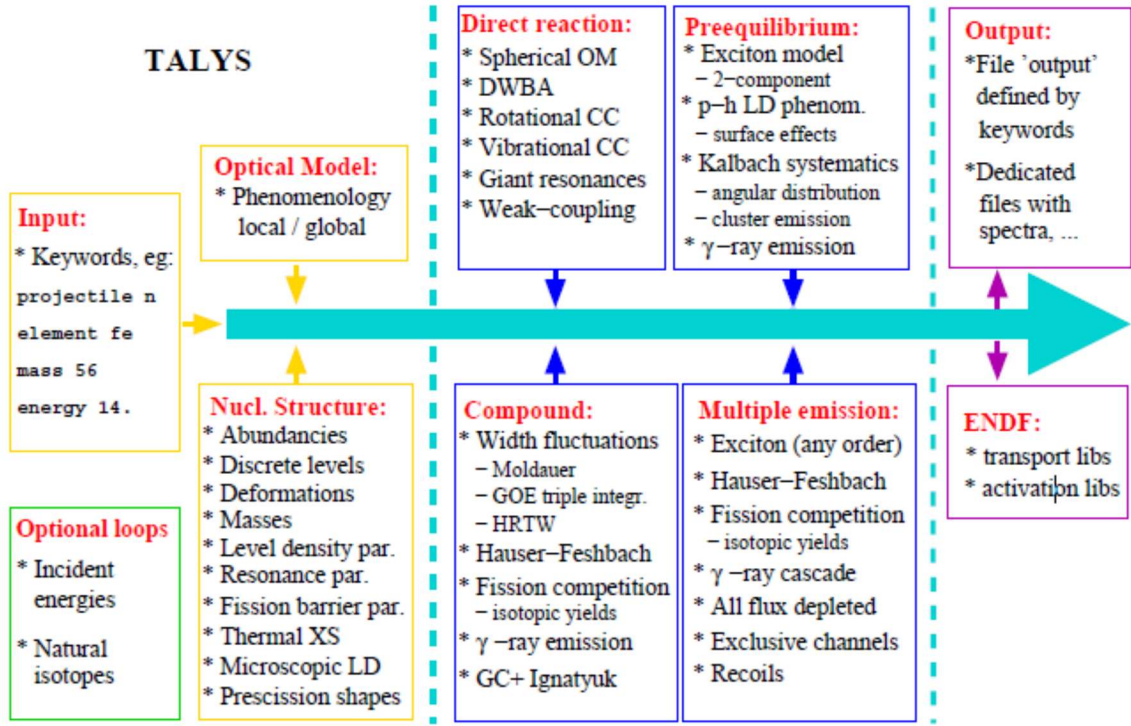 TALYS
Input:
* Keywords, eg:
projectile n
element fe
mass 56
energy 14.
Optional loops
* Incident
energies
* Natural
isotopes
Optical Model:
* Phenomenology
local / global
Nucl. Structure:
* Abundancies
* Discrete levels
* Deformations
* Masses
* Level density par.
* Resonance par.
* Fission barrier par.
* Thermal XS
* Microscopic LD
* Prescission shapes
Direct reaction:
* Spherical OM
* DWBA
* Rotational CC
* Vibrational CC
* Giant resonances
* Weak−coupling
Compound:
* Width fluctuations
− Moldauer
− GOE triple integr.
− HRTW
* Hauser−Feshbach
* Fission competition
− isotopic yields
* γ −ray emission
* GC+ Ignatyuk
Preequilibrium:
* Exciton model
− 2−component
* p−h LD phenom.
− surface effects
* Kalbach systematics
− angular distribution
− cluster emission
* γ−ray emission
Multiple emission:
* Exciton (any order)
* Hauser−Feshbach
* Fission competition
− isotopic yields
* γ −ray cascade
* All flux depleted
* Exclusive channels
* Recoils
Output:
*File ’output’
defined by
keywords
*Dedicated
files with
spectra, ...
ENDF:
* transport libs
* activation libs